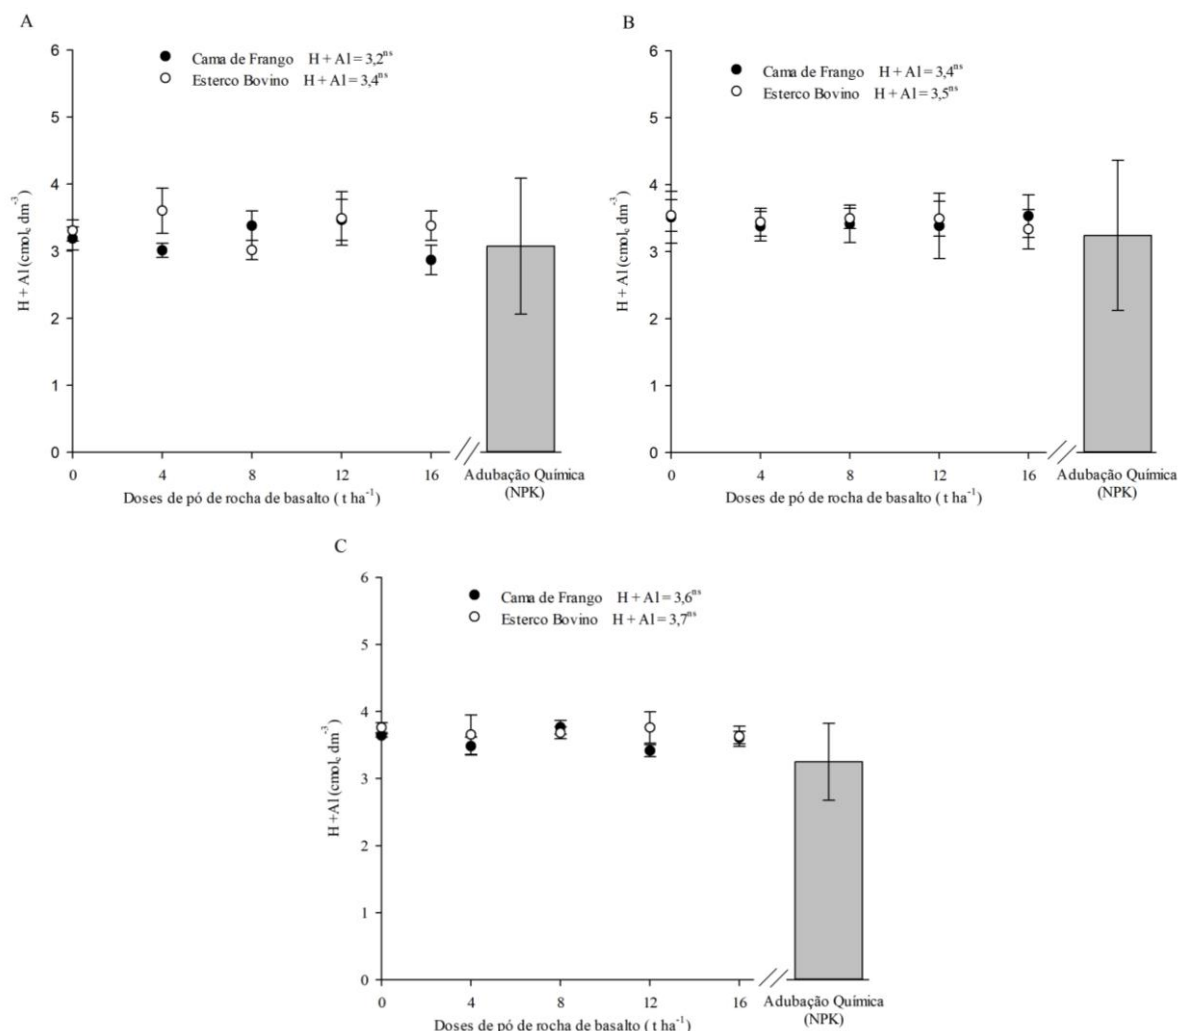 A
Cama de Frango H + Al = 3,2ns
Esterco Bovino H + Al = 3,4ns
6
5
4
3
2
1
0
H + Al (cmolc dm-3)
0 4 8 12 16
Doses de pó de rocha de basalto ( t ha-1)
Adubação Química
(NPK)
B
Cama de Frango H + Al = 3,4ns
Esterco Bovino H + Al = 3,5ns
6
5
4
3
2
1
0
H + Al (cmolc dm-3)
0 4 8 12 16
Doses de pó de rocha de basalto ( t ha-1)
Adubação Química
(NPK)
C
Cama de Frango H + Al = 3,6ns
Esterco Bovino H + Al = 3,7ns
6
5
4
3
2
1
0
H +Al (cmolc dm-3)
0 4 8 12 16
Doses de pó de rocha de basalto ( t ha-1)
Adubação Química
(NPK)